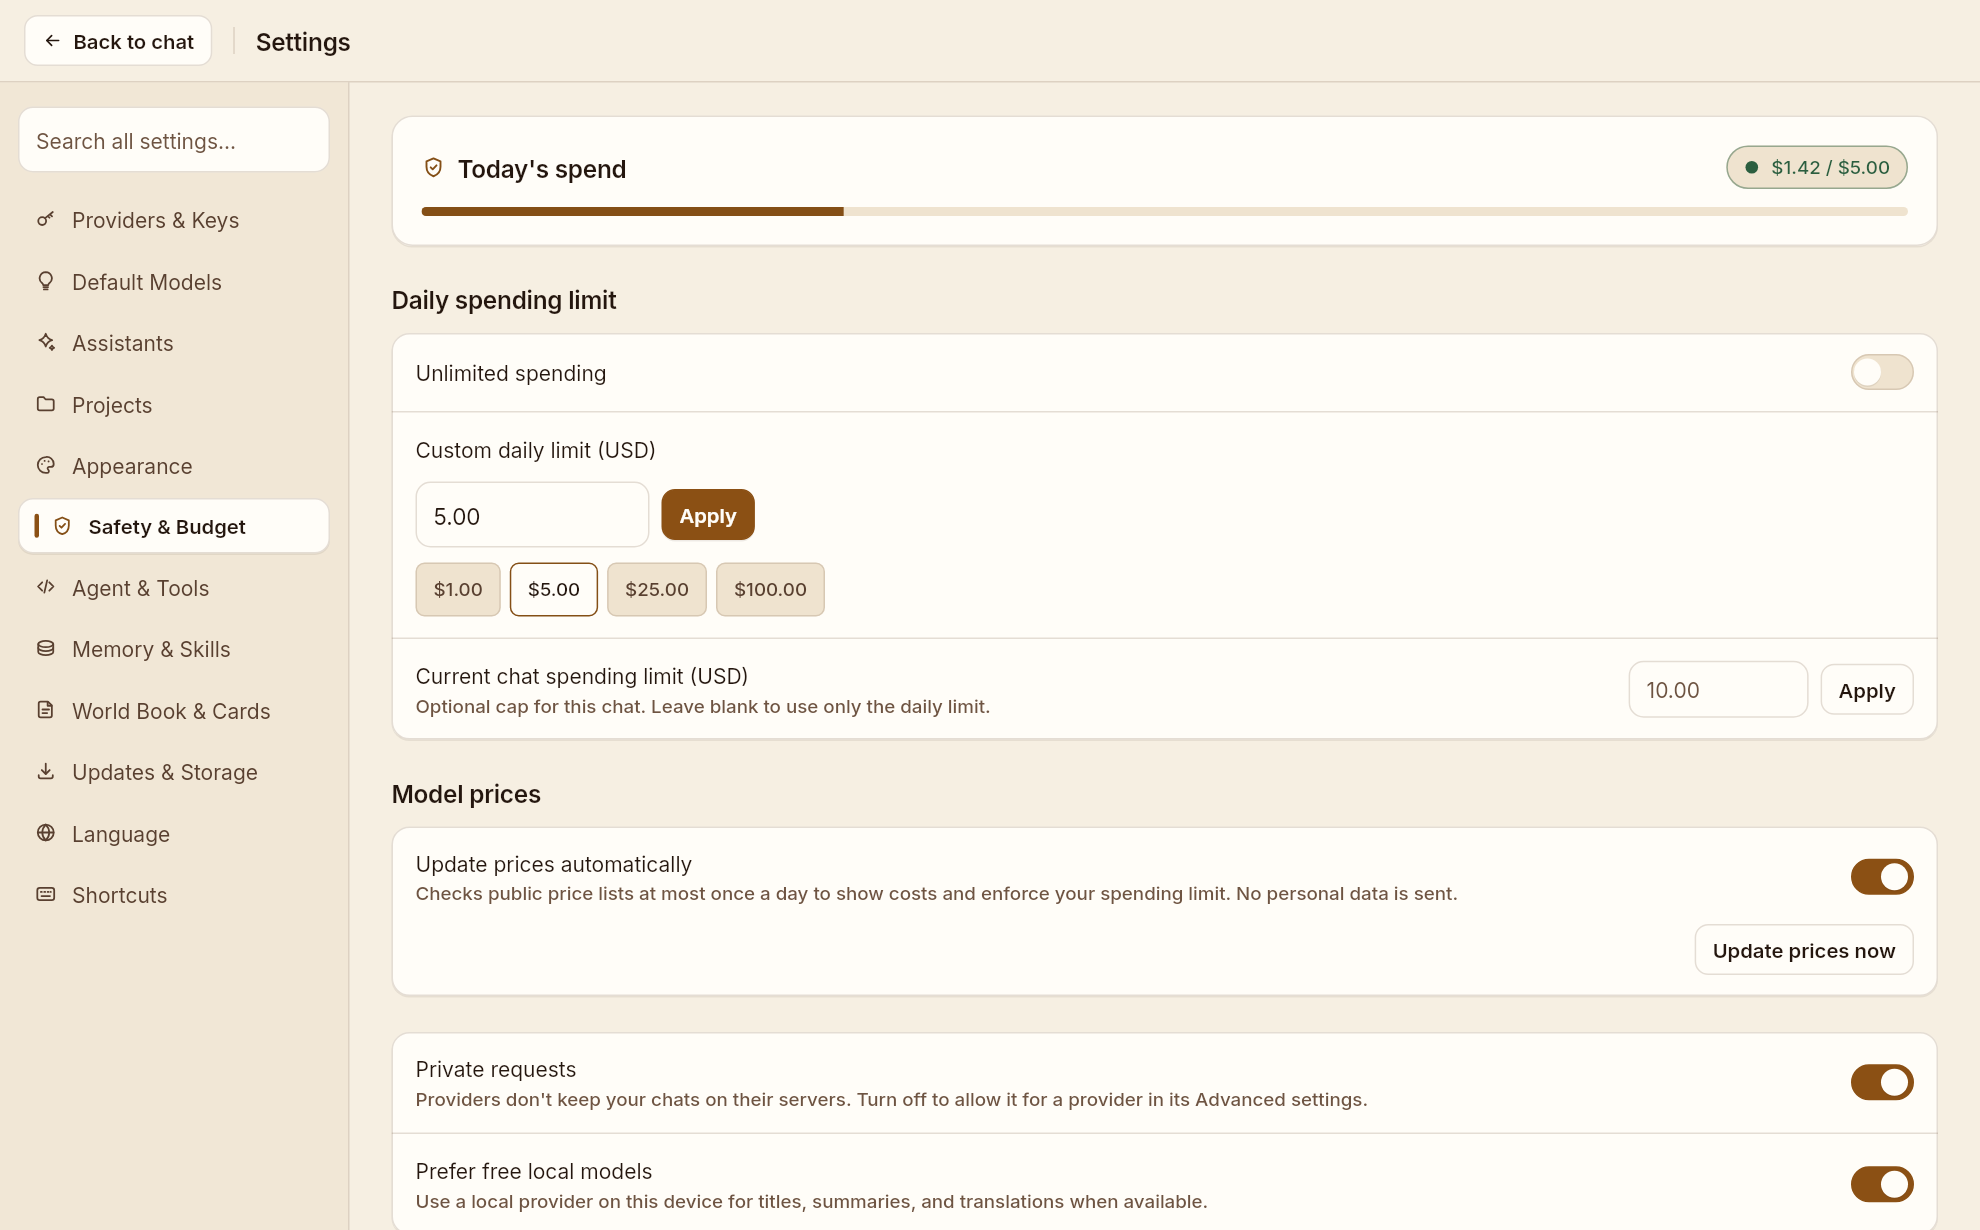 Back to chat
Settings
Search all settings...
Providers & Keys
Default Models
Assistants
Projects
Appearance
Safety & Budget
Agent & Tools
Memory & Skills
World Book & Cards
Updates & Storage
Language
Shortcuts
Today's spend
$1.42 / $5.00
Daily spending limit
Unlimited spending
Custom daily limit (USD)
5.00
Apply
$1.00
$5.00
$25.00
$100.00
Current chat spending limit (USD)
Optional cap for this chat. Leave blank to use only the daily limit.
10.00
Apply
Model prices
Update prices automatically
Checks public price lists at most once a day to show costs and enforce your spending limit. No personal data is sent.
Update prices now
Private requests
Providers don't keep your chats on their servers. Turn off to allow it for a provider in its Advanced settings.
Prefer free local models
Use a local provider on this device for titles, summaries, and translations when available.